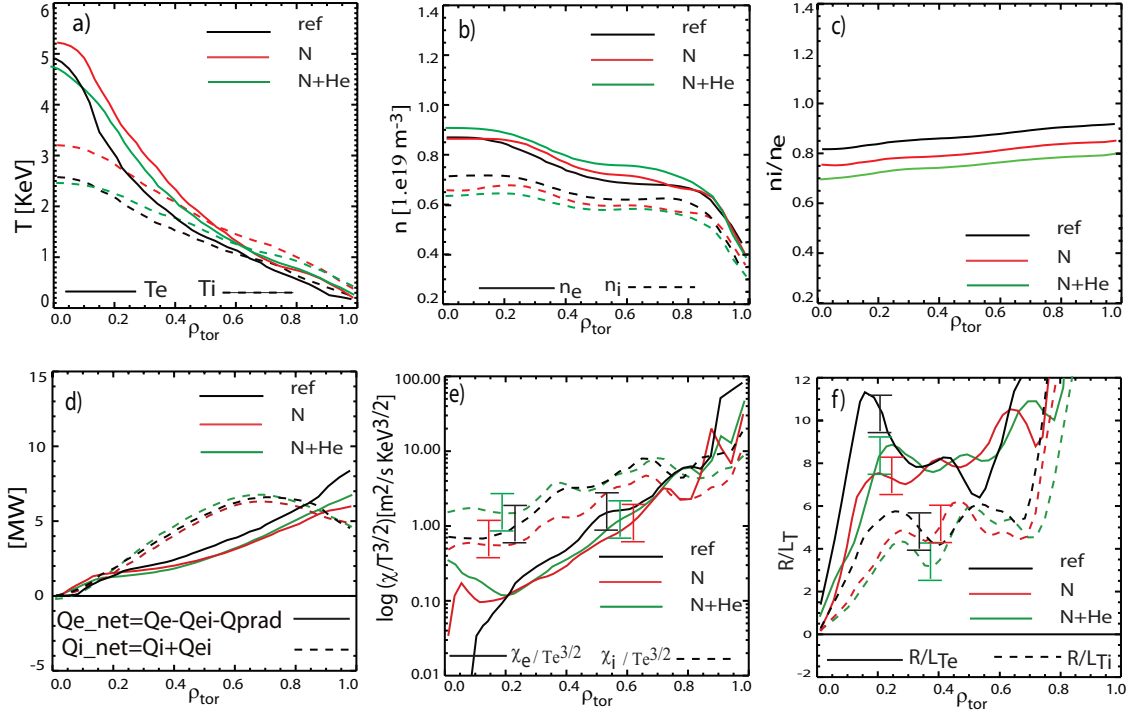 a)
ref
N
N+He
T [KeV]
6
5
4
3
2
1
0
Te Ti
0.0 0.2 0.4 0.6 0.8 1.0
ρtor
b)
ref
N
N+He
n [1.e19 m-3]
1.4
1.2
1.0
0.8
0.6
0.4
0.2
ne ni
0.0 0.2 0.4 0.6 0.8 1.0
ρtor
c)
ni/ne
1.4
1.2
1.0
0.8
0.6
0.4
0.2
ref
N
N+He
0.0 0.2 0.4 0.6 0.8 1.0
ρtor
d)
ref
N
N+He
[MW]
15
10
5
0
-5
Qe_net=Qe-Qei-Qprad
Qi_net=Qi+Qei
0.0 0.2 0.4 0.6 0.8 1.0
ρtor
e)
log (χ/T3/2)[m2/s KeV3/2]
100.00
10.00
1.00
0.10
0.01
ref
N
N+He
χe/Te3/2 χi/Te3/2
0.0 0.2 0.4 0.6 0.8 1.0
ρtor
f)
R/LT
12
10
8
6
4
2
0
-2
ref
N
N+He
R/LTe R/LTi
0.0 0.2 0.4 0.6 0.8 1.0
ρtor